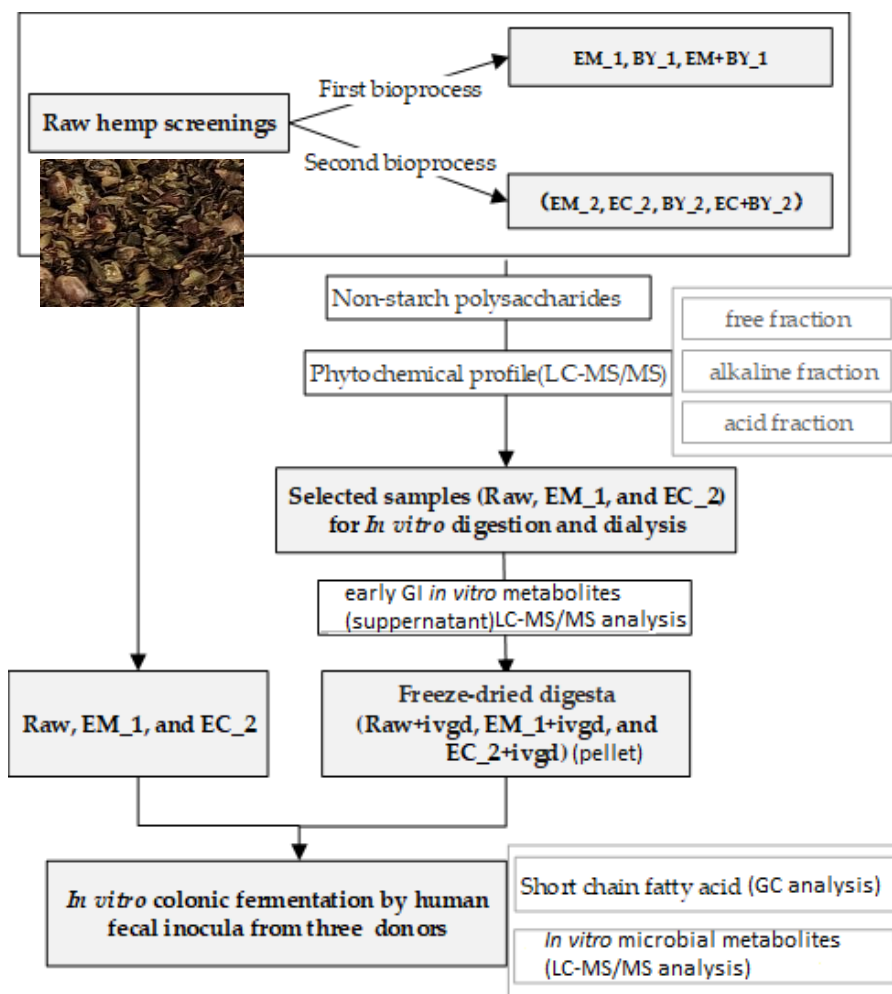 EM_1, BY_1, EM+BY_1
First bioprocess
Raw hemp screenings
Second bioprocess
(EM_2, EC_2, BY_2, EC+BY_2)
Non-starch polysaccharides
free fraction
Phytochemical profile(LC-MS/MS)
alkaline fraction
acid fraction
Selected samples (Raw, EM_1, and EC_2)
for In vitro digestion and dialysis
early GI in vitro metabolites
(suppernatant)LC-MS/MS analysis
Raw, EM_1, and EC_2
Freeze-dried digesta
(Raw+ivgd, EM_1+ivgd, and
EC_2+ivgd) (pellet)
In vitro colonic fermentation by human
fecal inocula from three donors
Short chain fatty acid (GC analysis)
In vitro microbial metabolites
(LC-MS/MS analysis)